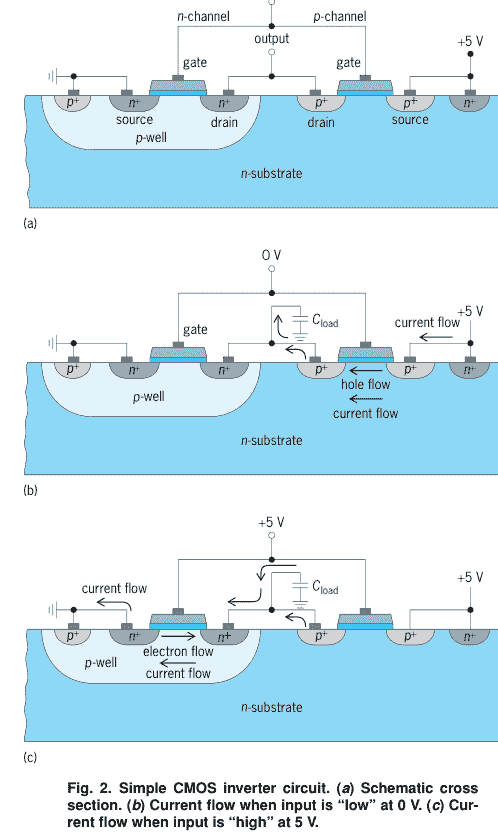 n-channel
p-channel
output
+5 V
gate
gate
p+
n+
n+
p+
p+
n+
source
drain
drain
source
p-well
n-substrate
(a)
0 V
Cload
+5 V
current flow
gate
p+
n+
n+
p+
p+
n+
hole flow
p-well
current flow
n-substrate
(b)
+5 V
current flow
Cload
+5 V
p+
n+
n+
p+
p+
n+
electron flow
p-well
current flow
n-substrate
(c)
Fig. 2. Simple CMOS inverter circuit. (a) Schematic cross
section. (b) Current flow when input is “low” at 0 V. (c) Cur-
rent flow when input is “high” at 5 V.